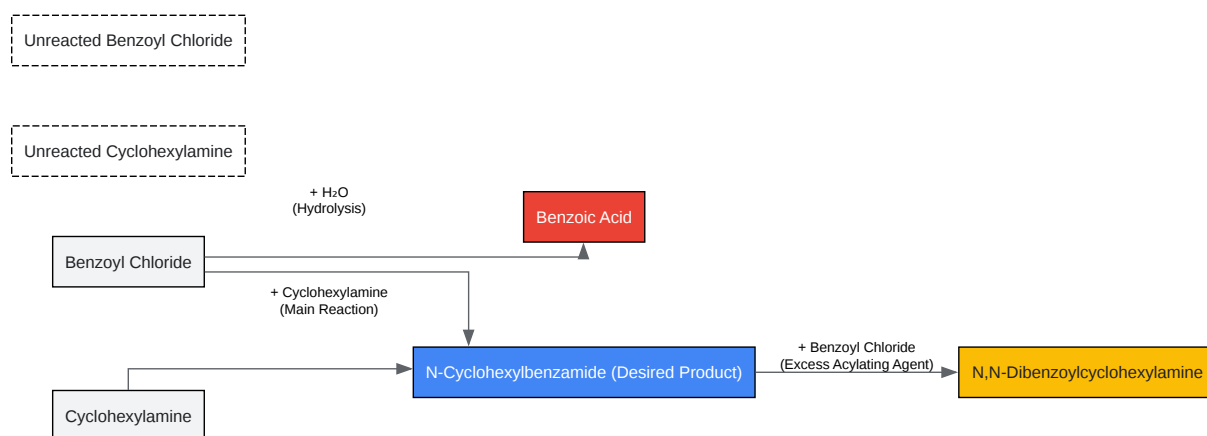 Unreacted Benzoyl Chloride
Unreacted Cyclohexylamine
+ H₂O
(Hydrolysis)
Benzoic Acid
Benzoyl Chloride
+ Cyclohexylamine
(Main Reaction)
N-Cyclohexylbenzamide (Desired Product)
+ Benzoyl Chloride
(Excess Acylating Agent)
N,N-Dibenzoylcyclohexylamine
Cyclohexylamine